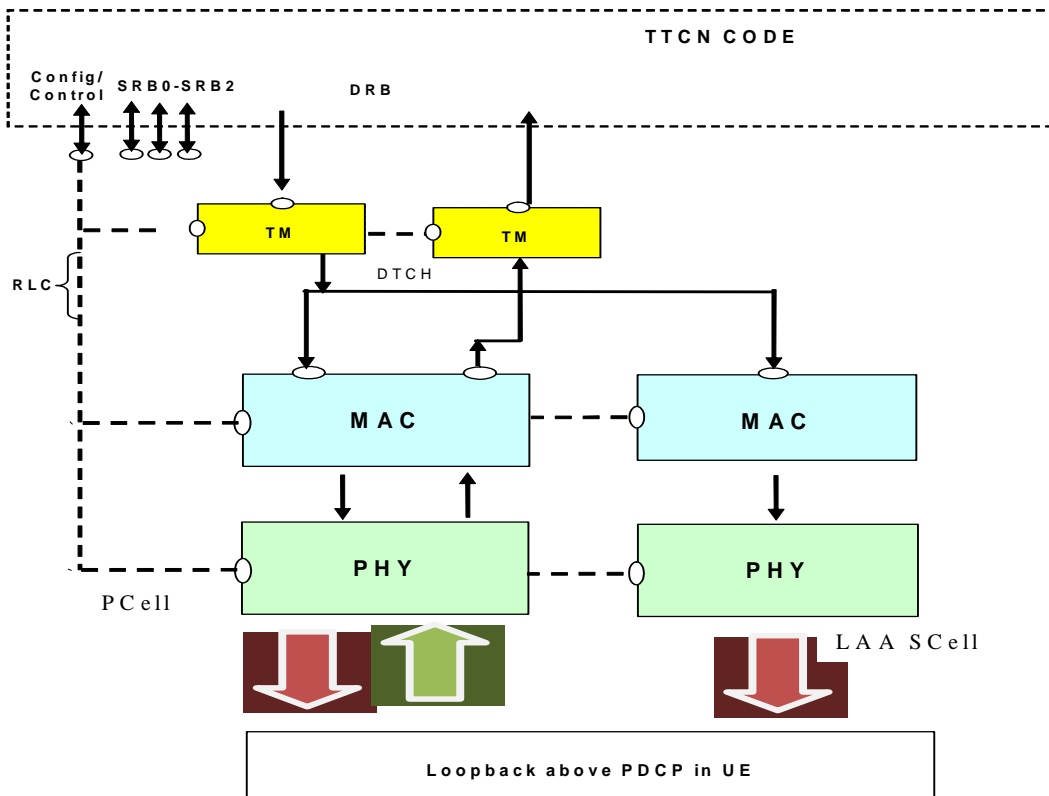 TTCN CODE
Config/
Control
SRB0-SRB2
DRB
TM
TM
DTCH
RLC
MAC
MAC
PHY
PHY
PCell
LAA SCell
Loopback above PDCP in UE